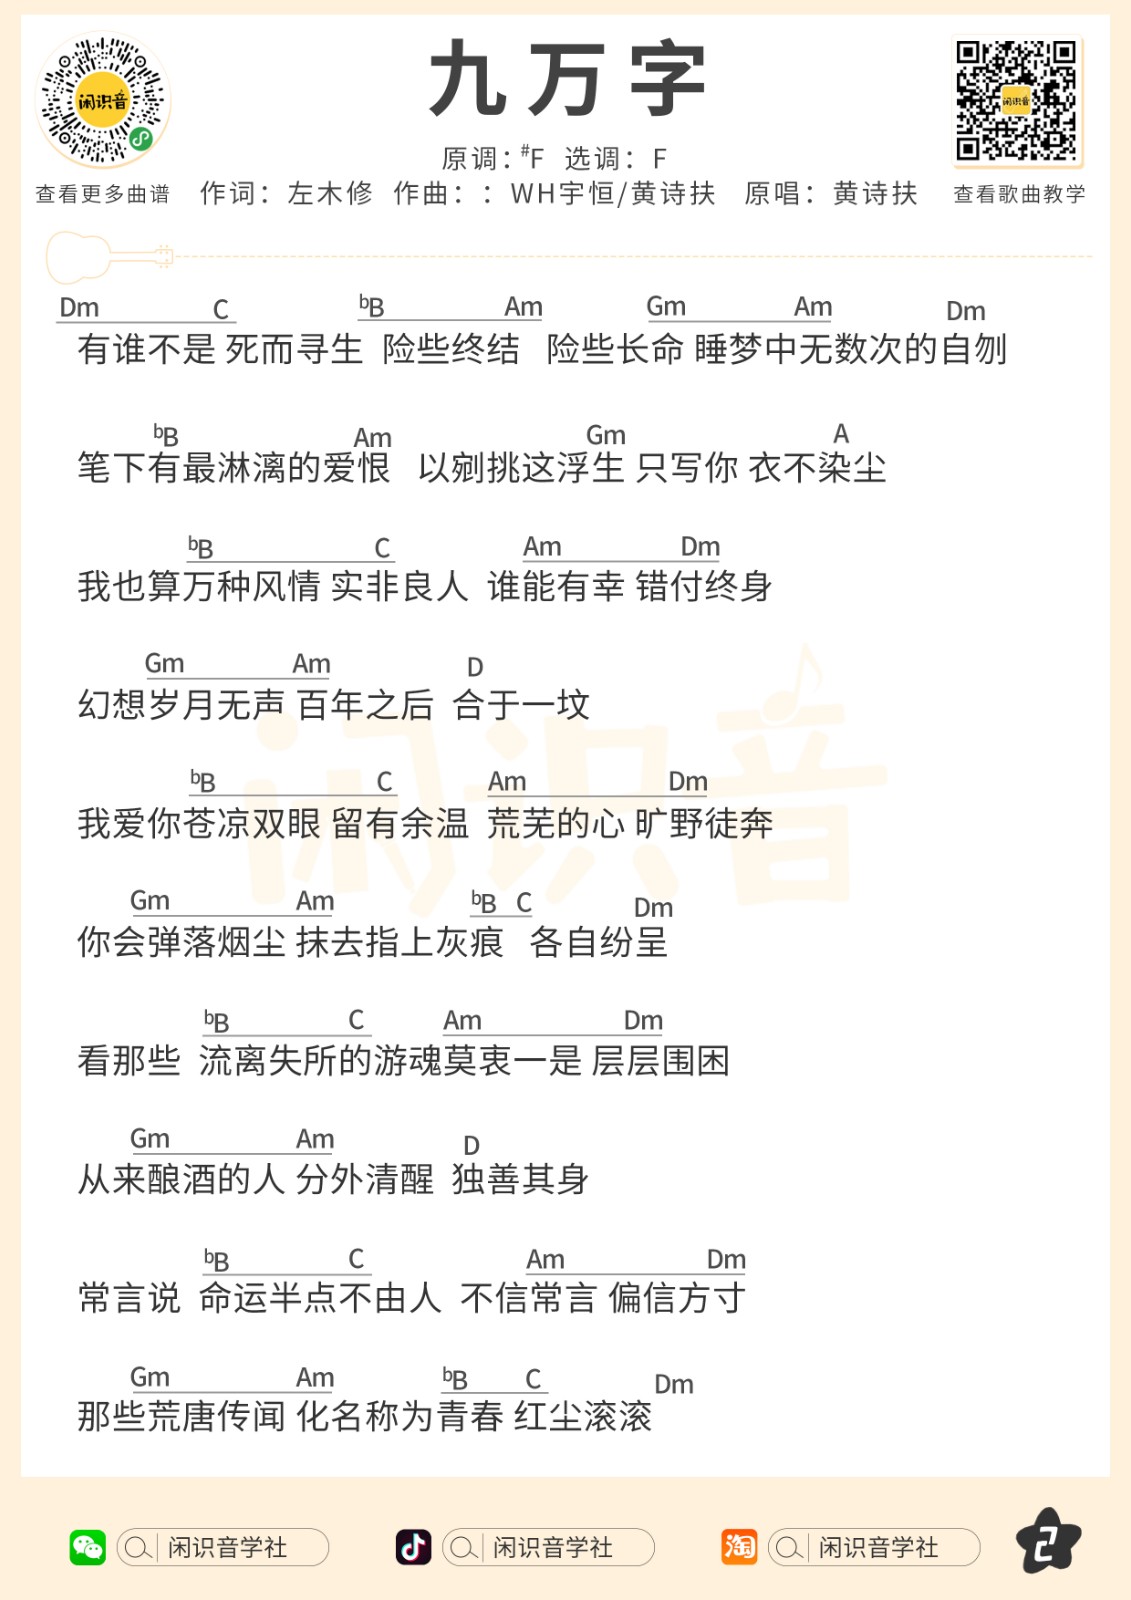 九万字
原调：#F 选调：F
作词：左木修 作曲：：WH宇恒/黄诗扶 原唱：黄诗扶
闲识音
查看更多曲谱
闲识音
查看歌曲教学
Dm C bB Am Gm Am Dm
有谁不是 死而寻生 险些终结 险些长命 睡梦中无数次的自刎
bB Am Gm A
笔下有最淋漓的爱恨 以剜挑这浮生 只写你 衣不染尘
bB C Am Dm
我也算万种风情 实非良人 谁能有幸 错付终身
Gm Am D
幻想岁月无声 百年之后 合于一坟
bB C Am Dm
我爱你苍凉双眼 留有余温 荒芜的心 旷野徒奔
Gm Am bB C Dm
你会弹落烟尘 抹去指上灰痕 各自纷呈
bB C Am Dm
看那些 流离失所的游魂莫衷一是 层层围困
Gm Am D
从来酿酒的人 分外清醒 独善其身
bB C Am Dm
常言说 命运半点不由人 不信常言 偏信方寸
Gm Am bB C Dm
那些荒唐传闻 化名称为青春 红尘滚滚
闲识音
闲识音学社
闲识音学社
淘 闲识音学社
2